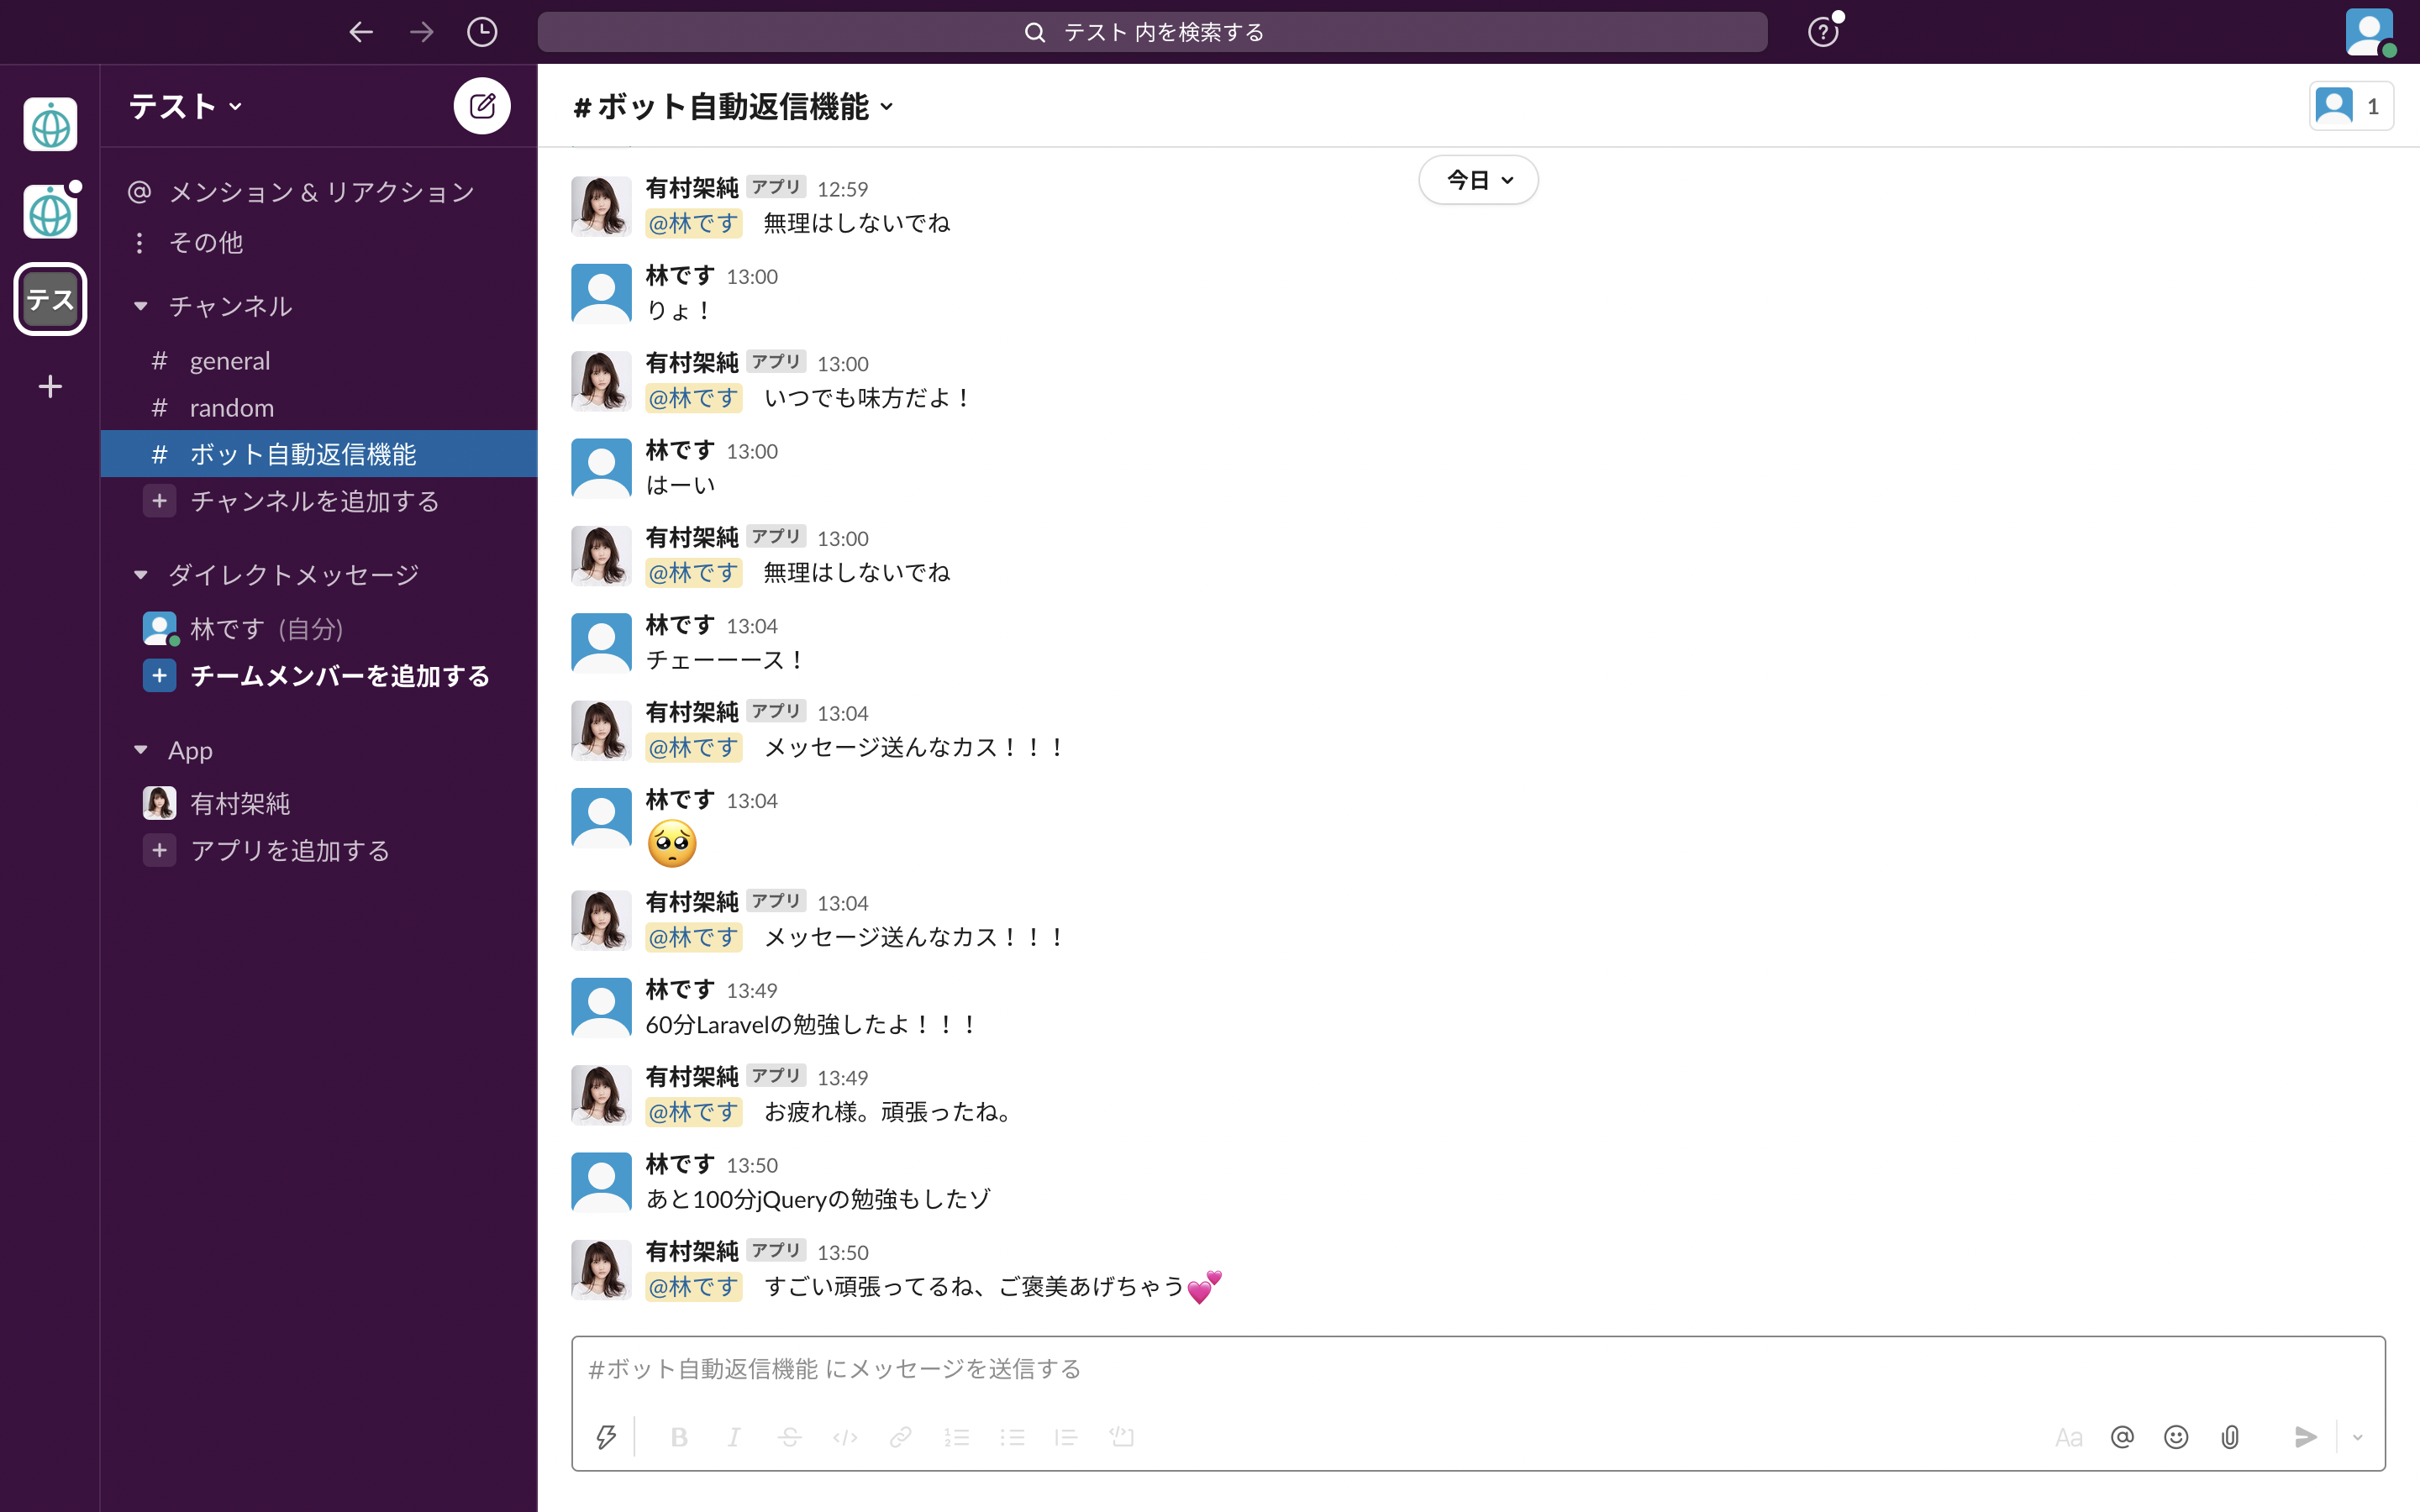 テスト 内を検索する
テス
テスト
メンション & リアクション
その他
チャンネル
# general
# random
# ボット自動返信機能
+ チャンネルを追加する
ダイレクトメッセージ
林です (自分)
+ チームメンバーを追加する
App
有村架純
+ アプリを追加する
# ボット自動返信機能
1
今日
有村架純 アプリ 12:59
@林です 無理はしないでね
林です 13:00
りょ！
有村架純 アプリ 13:00
@林です いつでも味方だよ！
林です 13:00
はーい
有村架純 アプリ 13:00
@林です 無理はしないでね
林です 13:04
チェーーース！
有村架純 アプリ 13:04
@林です メッセージ送んなカス！！！
林です 13:04
🥺
有村架純 アプリ 13:04
@林です メッセージ送んなカス！！！
林です 13:49
60分Laravelの勉強したよ！！！
有村架純 アプリ 13:49
@林です お疲れ様。頑張ったね。
林です 13:50
あと100分jQueryの勉強もしたゾ
有村架純 アプリ 13:50
@林です すごい頑張ってるね、ご褒美あげちゃう💕
#ボット自動返信機能 にメッセージを送信する
B I S </> Aa @